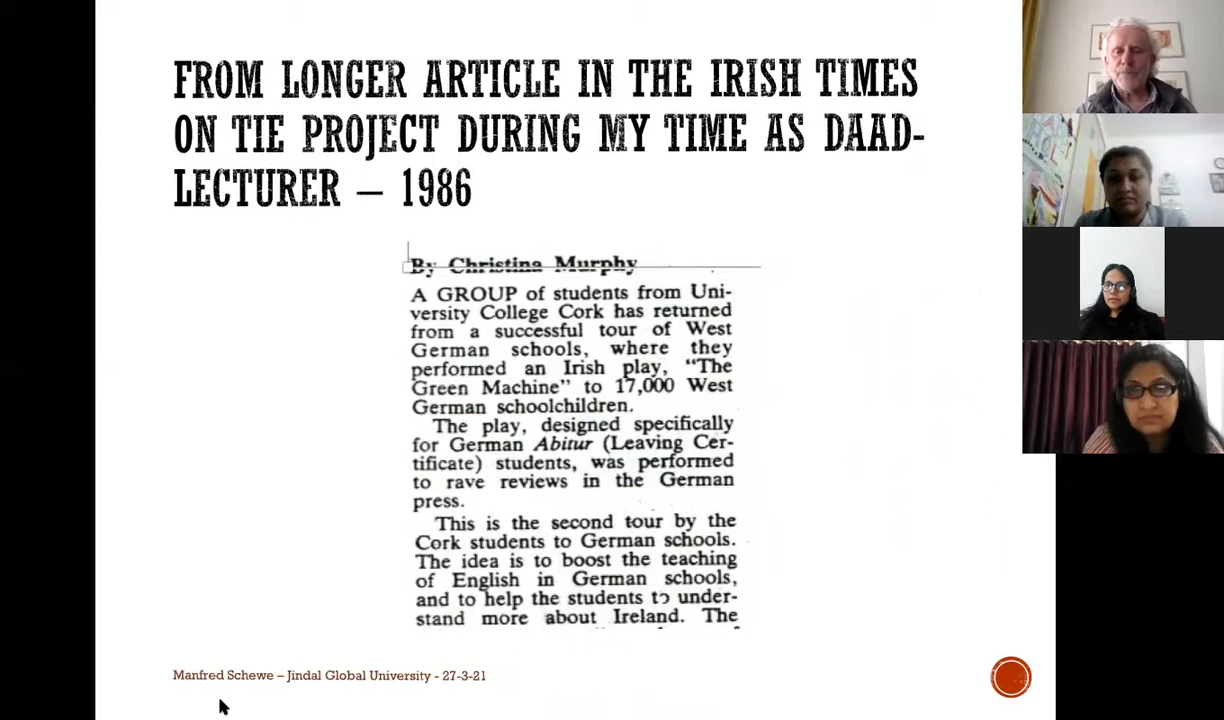 FROM LONGER ARTICLE IN THE IRISH TIMES
ON TIE PROJECT DURING MY TIME AS DAAD-
LECTURER – 1986
By Christina Murphy
A GROUP of students from Uni-
versity College Cork has returned
from a successful tour of West
German schools, where they
performed an Irish play, “The
Green Machine” to 17,000 West
German schoolchildren.
The play, designed specifically
for German Abitur (Leaving Cer-
tificate) students, was performed
to rave reviews in the German
press.
This is the second tour by the
Cork students to German schools.
The idea is to boost the teaching
of English in German schools,
and to help the students to under-
stand more about Ireland. The
Manfred Schewe – Jindal Global University - 27-3-21